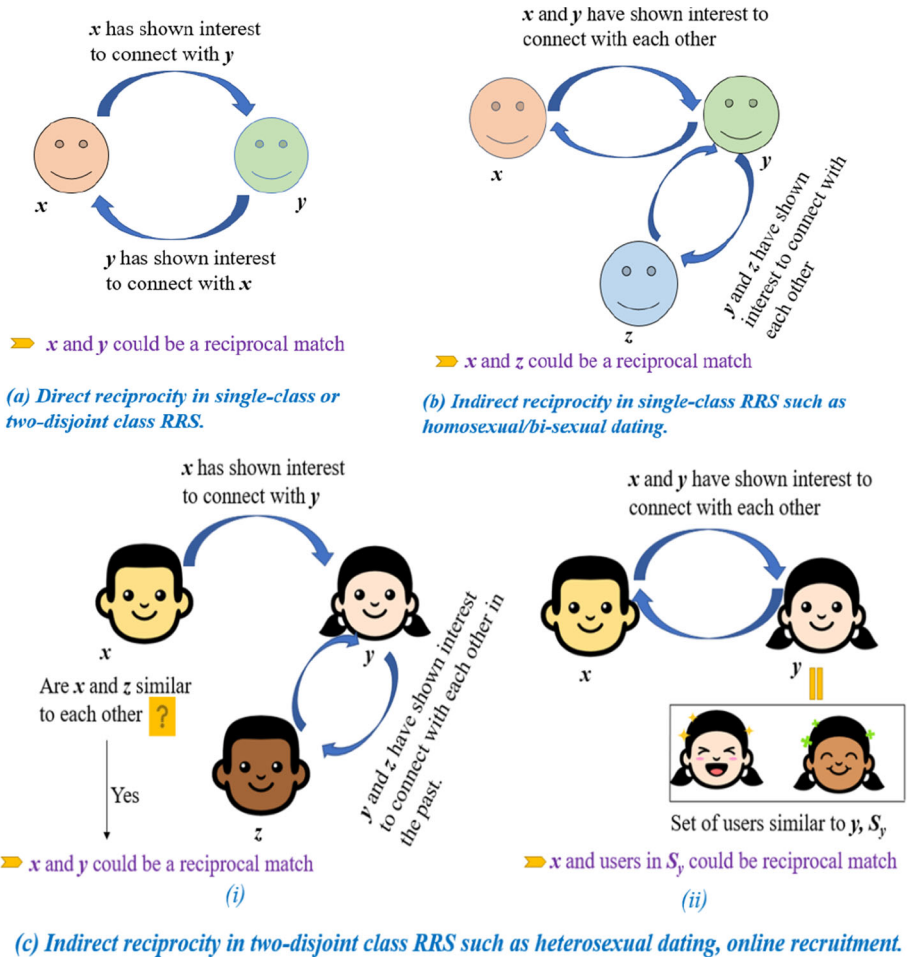 x has shown interest
to connect with y
x
y
y has shown interest
to connect with x
x and y could be a reciprocal match
(a) Direct reciprocity in single-class or
two-disjoint class RRS.
x and y have shown interest to
connect with each other
x
y
y and z have shown
interest to connect with
each other
z
x and z could be a reciprocal match
(b) Indirect reciprocity in single-class RRS such as
homosexual/bi-sexual dating.
x has shown interest
to connect with y
x
y
Are x and z similar
to each other ?
Yes
y and z have shown interest
to connect with each other in
the past.
z
x and y could be a reciprocal match
(i)
x and y have shown interest to
connect with each other
x
y
Set of users similar to y, Sy
x and users in Sy could be reciprocal match
(ii)
(c) Indirect reciprocity in two-disjoint class RRS such as heterosexual dating, online recruitment.